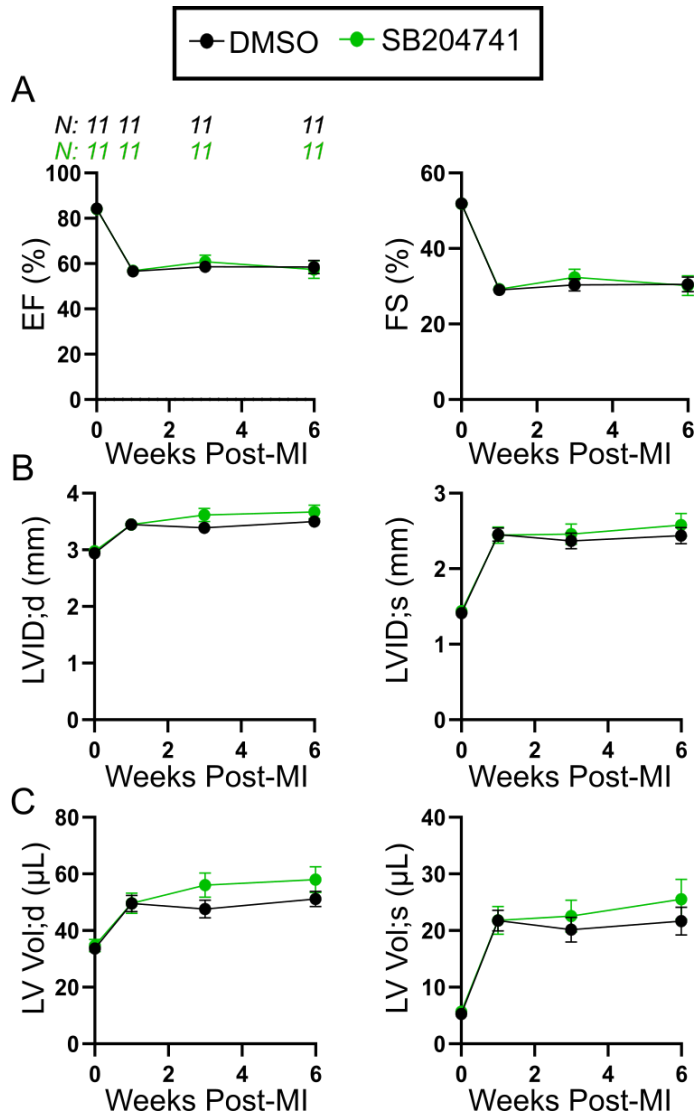 DMSO SB204741
A
N: 11 11 11 11
N: 11 11 11 11
100
80
60
40
20
0
EF (%)
0 2 4 6
Weeks Post-MI
60
40
20
0
FS (%)
0 2 4 6
Weeks Post-MI
B
4
3
2
1
0
LVID;d (mm)
0 2 4 6
Weeks Post-MI
3
2
1
0
LVID;s (mm)
0 2 4 6
Weeks Post-MI
C
80
60
40
20
0
LV Vol;d (µL)
0 2 4 6
Weeks Post-MI
40
30
20
10
0
LV Vol;s (µL)
0 2 4 6
Weeks Post-MI